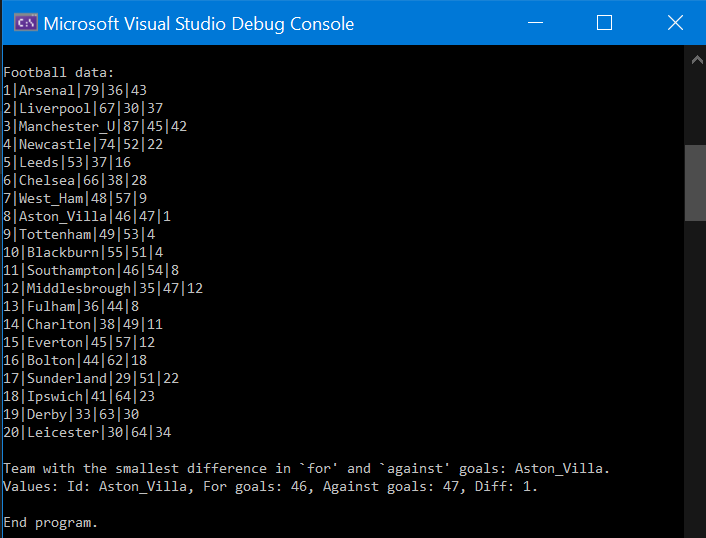 C:\ Microsoft Visual Studio Debug Console
Football data:
1|Arsenal|79|36|43
2|Liverpool|67|30|37
3|Manchester_U|87|45|42
4|Newcastle|74|52|22
5|Leeds|53|37|16
6|Chelsea|66|38|28
7|West_Ham|48|57|9
8|Aston_Villa|46|47|1
9|Tottenham|49|53|4
10|Blackburn|55|51|4
11|Southampton|46|54|8
12|Middlesbrough|35|47|12
13|Fulham|36|44|8
14|Charlton|38|49|11
15|Everton|45|57|12
16|Bolton|44|62|18
17|Sunderland|29|51|22
18|Ipswich|41|64|23
19|Derby|33|63|30
20|Leicester|30|64|34
Team with the smallest difference in `for' and `against' goals: Aston_Villa.
Values: Id: Aston_Villa, For goals: 46, Against goals: 47, Diff: 1.
End program.